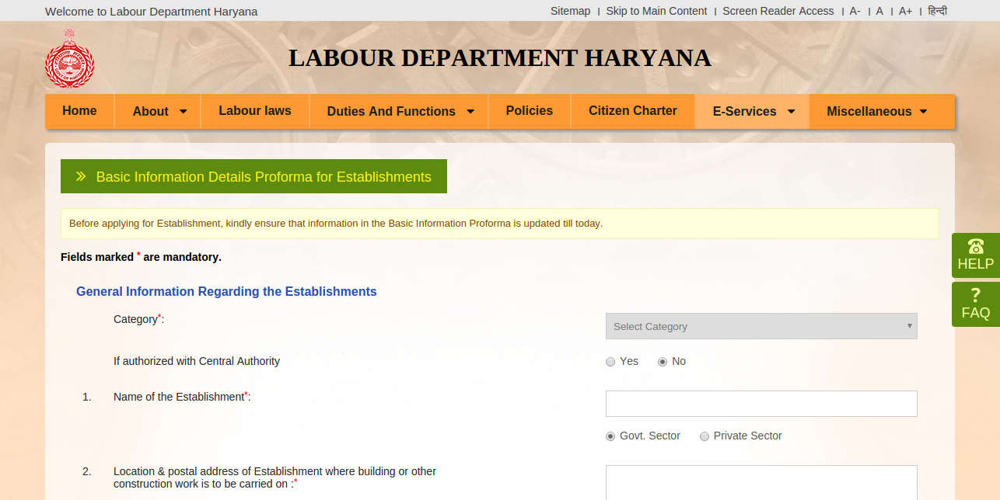 Welcome to Labour Department Haryana
Sitemap | Skip to Main Content | Screen Reader Access | A- | A | A+ | हिन्दी
LABOUR DEPARTMENT HARYANA
Home About Labour laws Duties And Functions Policies Citizen Charter E-Services Miscellaneous
Basic Information Details Proforma for Establishments
Before applying for Establishment, kindly ensure that information in the Basic Information Proforma is updated till today.
Fields marked * are mandatory.
HELP
General Information Regarding the Establishments
? FAQ
Category*: Select Category
If authorized with Central Authority Yes No
1. Name of the Establishment*:
Govt. Sector Private Sector
2. Location & postal address of Establishment where building or other
construction work is to be carried on :*